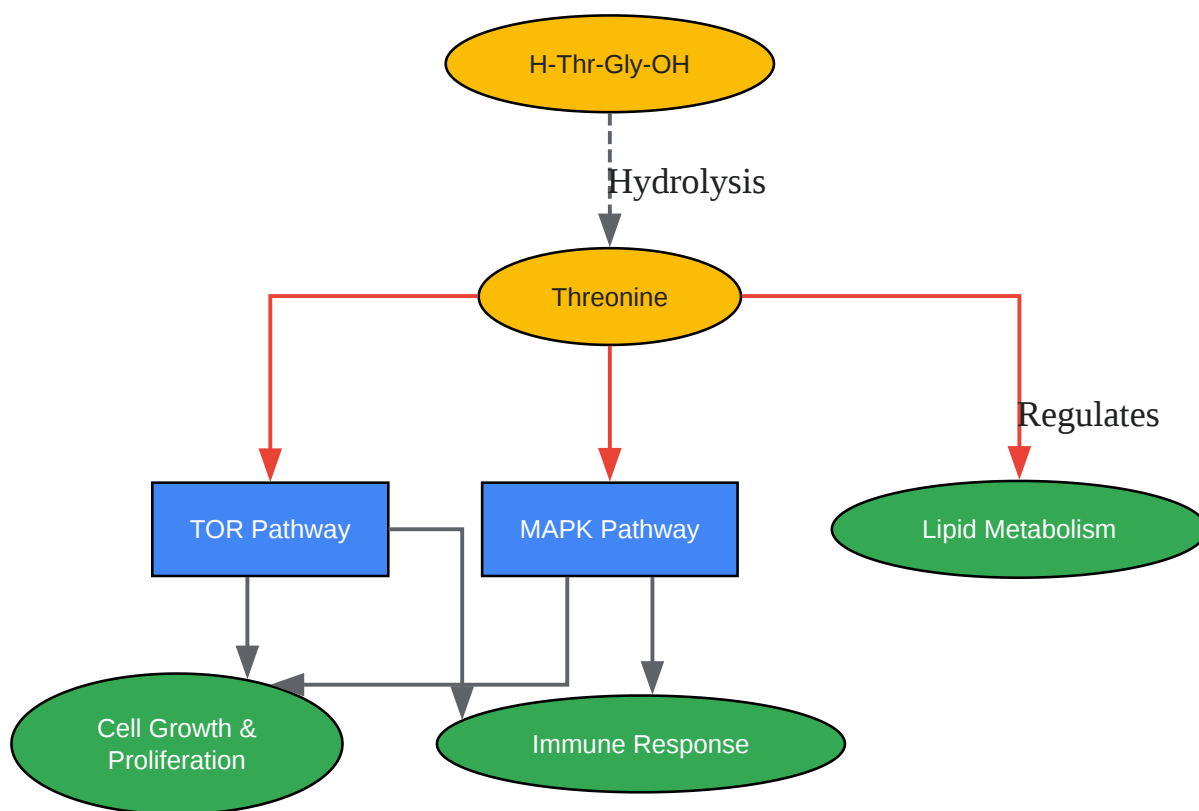 H-Thr-Gly-OH
Hydrolysis
Threonine
Regulates
TOR Pathway
MAPK Pathway
Lipid Metabolism
Cell Growth &
Proliferation
Immune Response